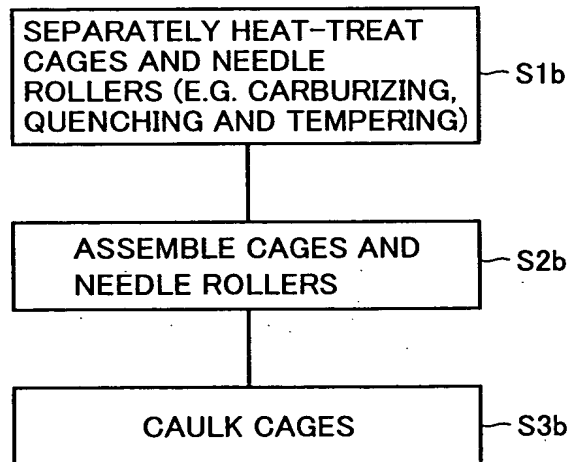 SEPARATELY HEAT-TREAT
CAGES AND NEEDLE
ROLLERS (E.G. CARBURIZING,
QUENCHING AND TEMPERING)
S1b
ASSEMBLE CAGES AND
NEEDLE ROLLERS
S2b
CAULK CAGES
S3b